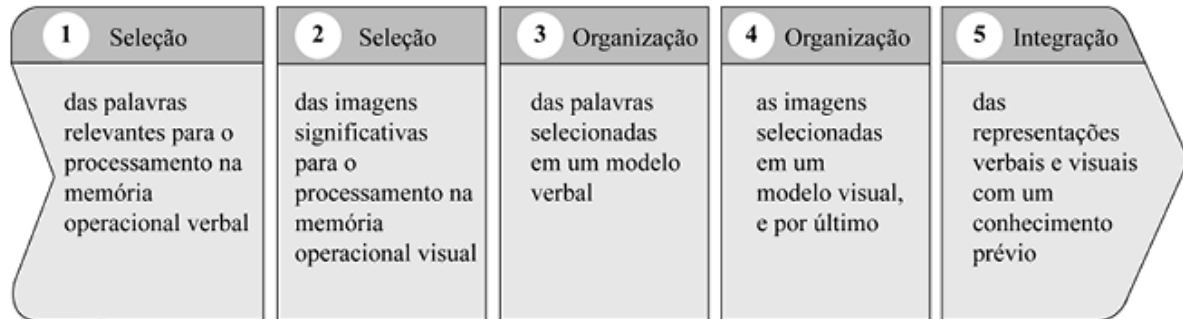 1 Seleção
das palavras
relevantes para o
processamento na
memória
operacional verbal
2 Seleção
das imagens
significativas
para o
processamento na
memória
operacional visual
3 Organização
das palavras
selecionadas
em um modelo
verbal
4 Organização
as imagens
selecionadas
em um
modelo visual,
e por último
5 Integração
das
representações
verbais e visuais
com um
conhecimento
prévio